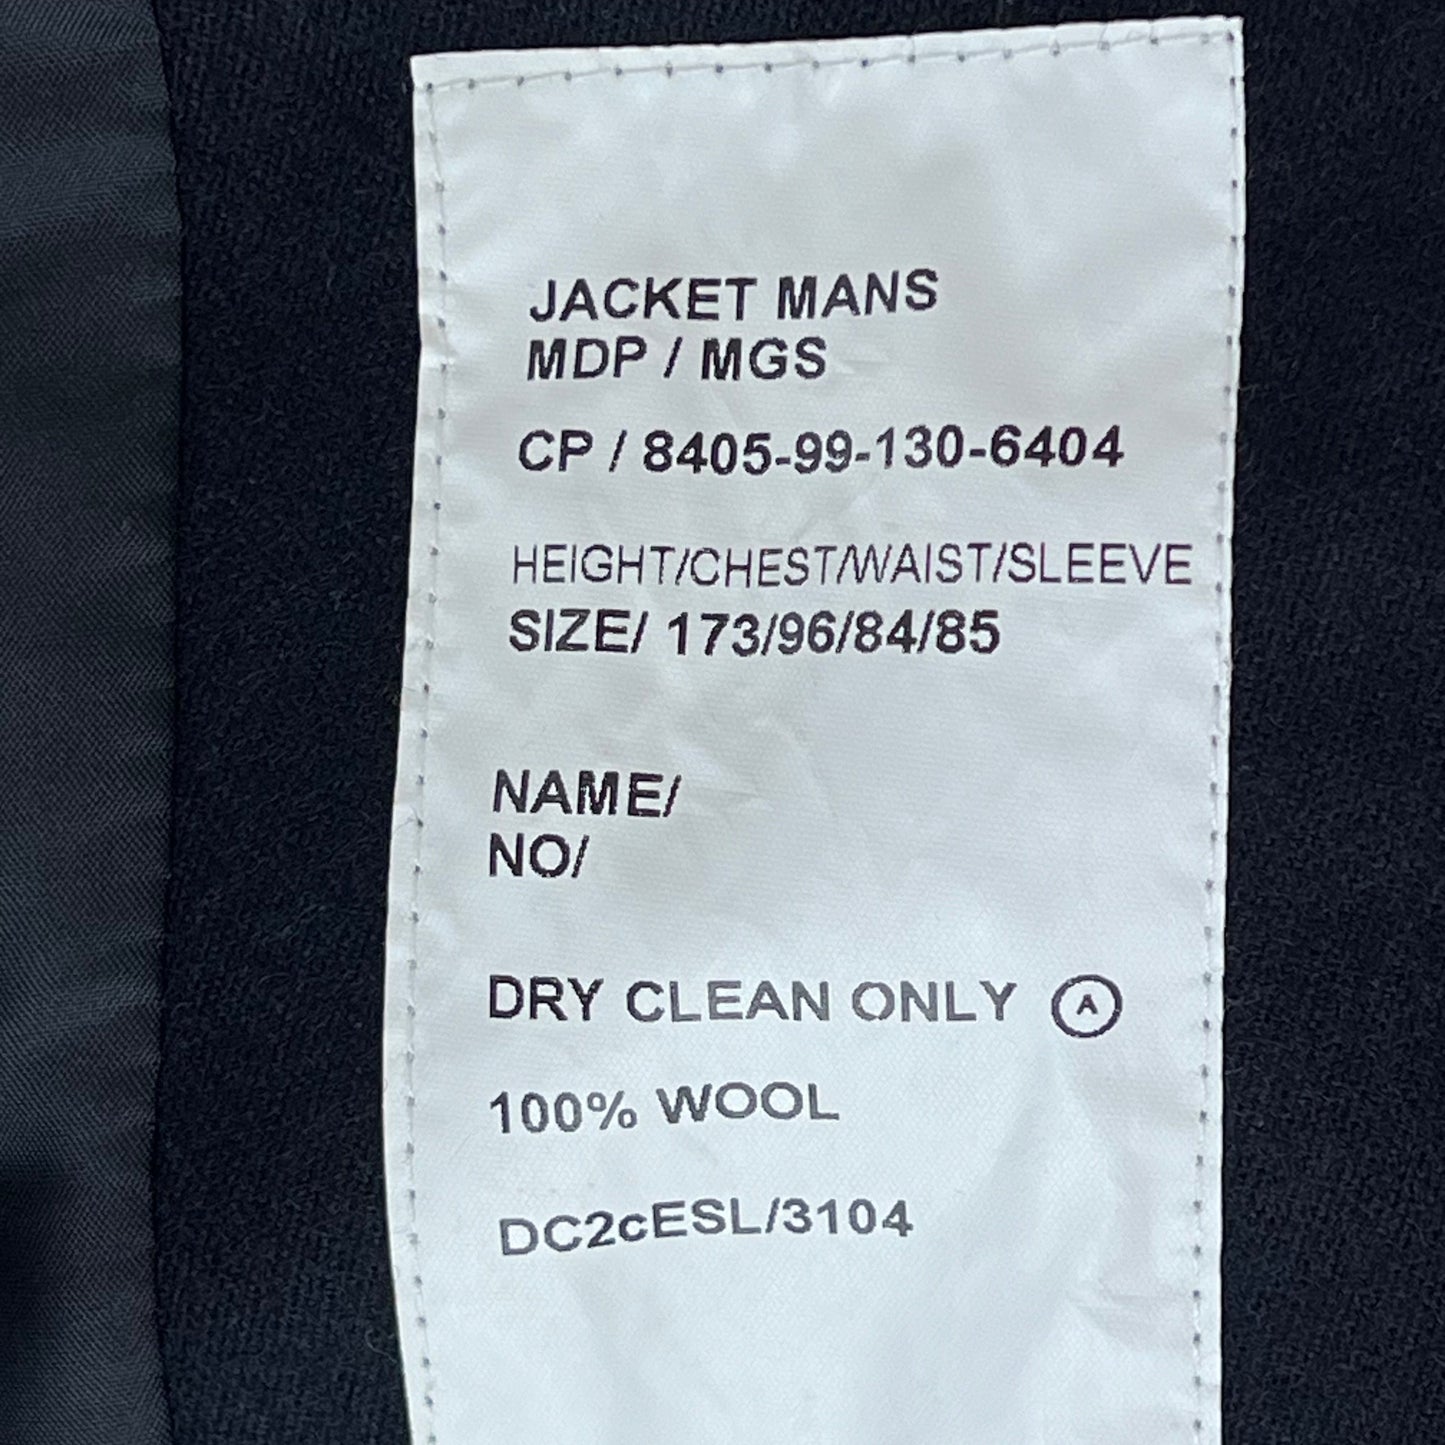 JACKET MANS
MDP / MGS
CP / 8405-99-130-6404
HEIGHT/CHEST/WAIST/SLEEVE
SIZE/ 173/96/84/85
NAME/
NO/
DRY CLEAN ONLY Ⓐ
100% WOOL
DC2cESL/3104